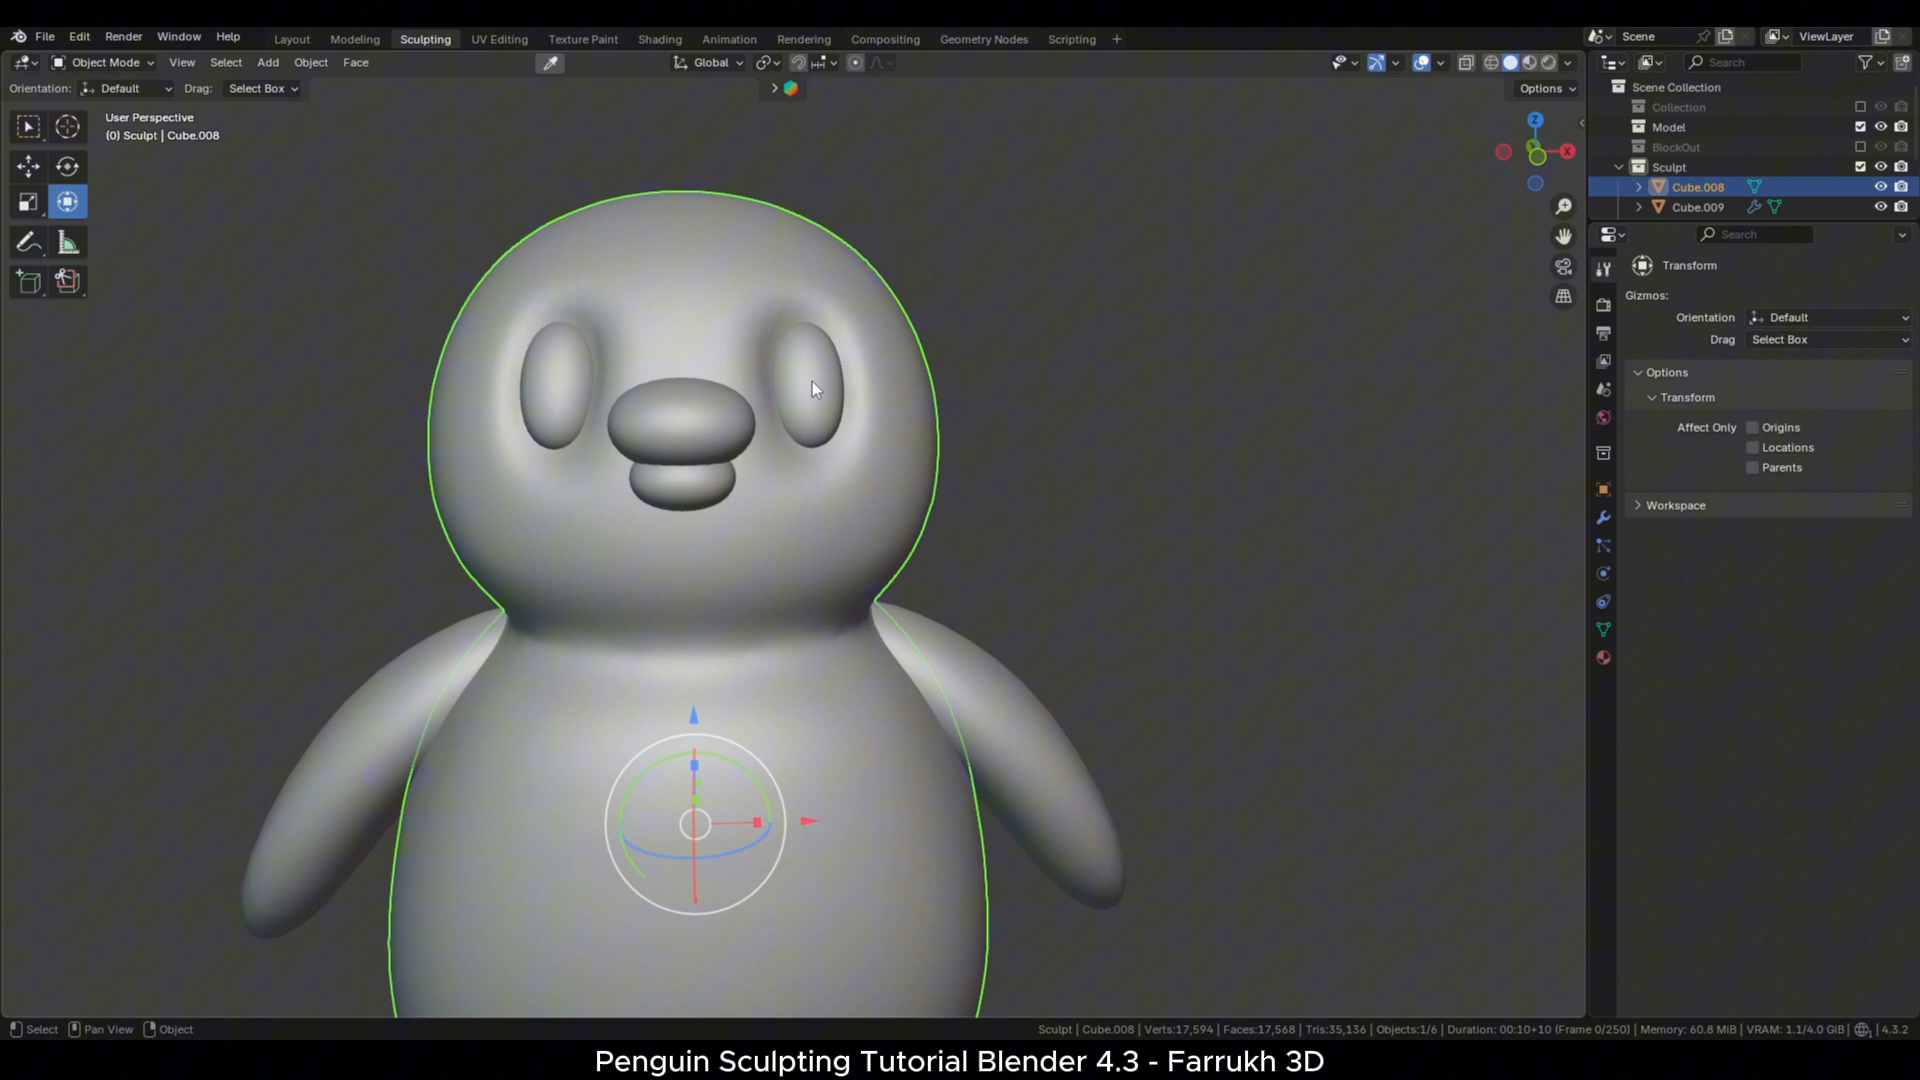 File Edit Render Window Help Layout Modeling Sculpting UV Editing Texture Paint Shading Animation Rendering Compositing Geometry Nodes Scripting + Scene ViewLayer
Object Mode View Select Add Object Face Global Search
Orientation: Default Drag: Select Box Options
User Perspective
(0) Sculpt | Cube.008
Z
X
Scene Collection
Collection
Model
BlockOut
Sculpt
Cube.008
Cube.009
Search
Transform
Gizmos:
Orientation Default
Drag Select Box
Options
Transform
Affect Only Origins
Locations
Parents
Workspace
Select Pan View Object Sculpt | Cube.008 | Verts:17,594 | Faces:17,568 | Tris:35,136 | Objects:1/6 | Duration: 00:10+10 (Frame 0/250) | Memory: 60.8 MiB | VRAM: 1.1/4.0 GiB | 4.3.2
Penguin Sculpting Tutorial Blender 4.3 - Farrukh 3D